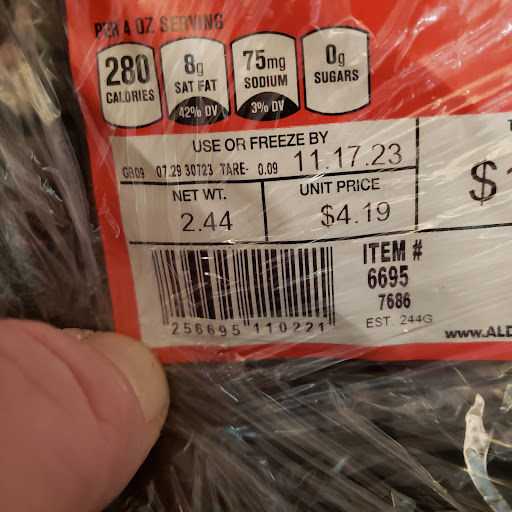 PER 4 OZ SERVING
280 CALORIES
8g SAT FAT 42% DV
75mg SODIUM 3% DV
0g SUGARS
USE OR FREEZE BY
GB09 07:29 30723 TARE- 0.09 11.17.23
NET WT. UNIT PRICE
2.44 $4.19
$
ITEM #
6695
7686
EST. 244G
256695 110221
www.ALD